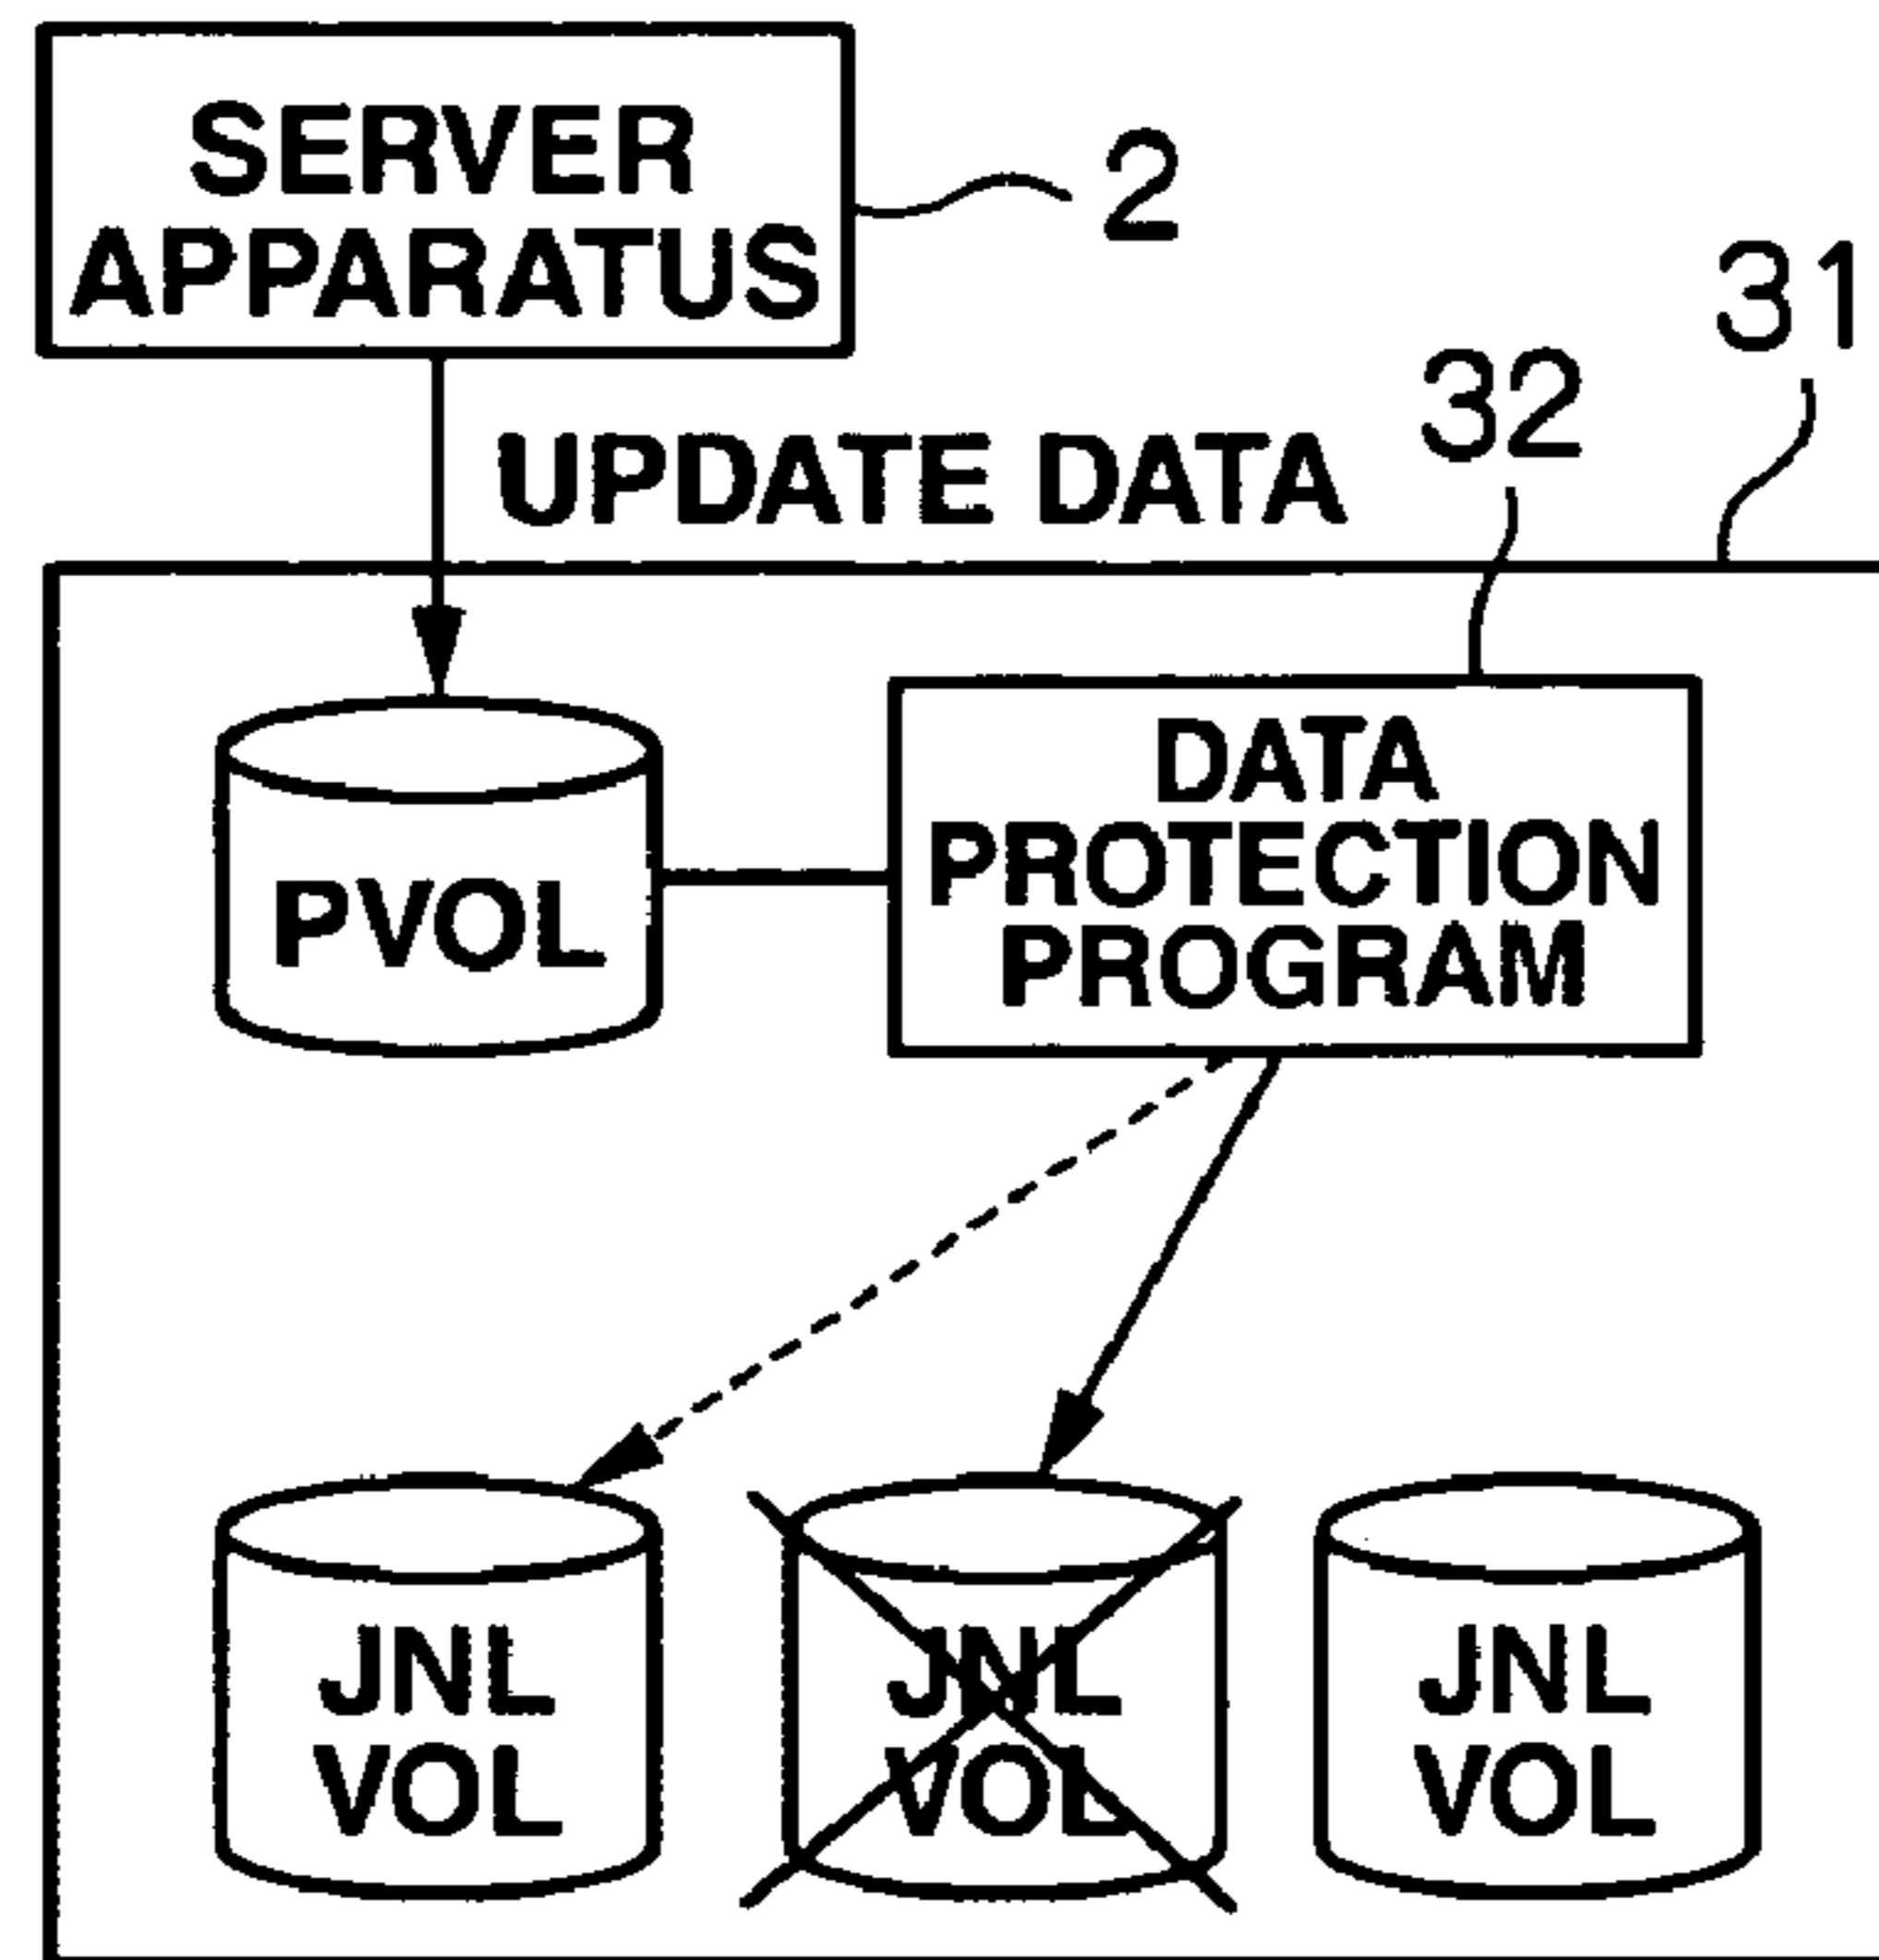 SERVER
APPARATUS
2
31
32
UPDATE DATA
DATA
PROTECTION
PROGRAM
PVOL
JNL
VOL
JNL
VOL
JNL
VOL